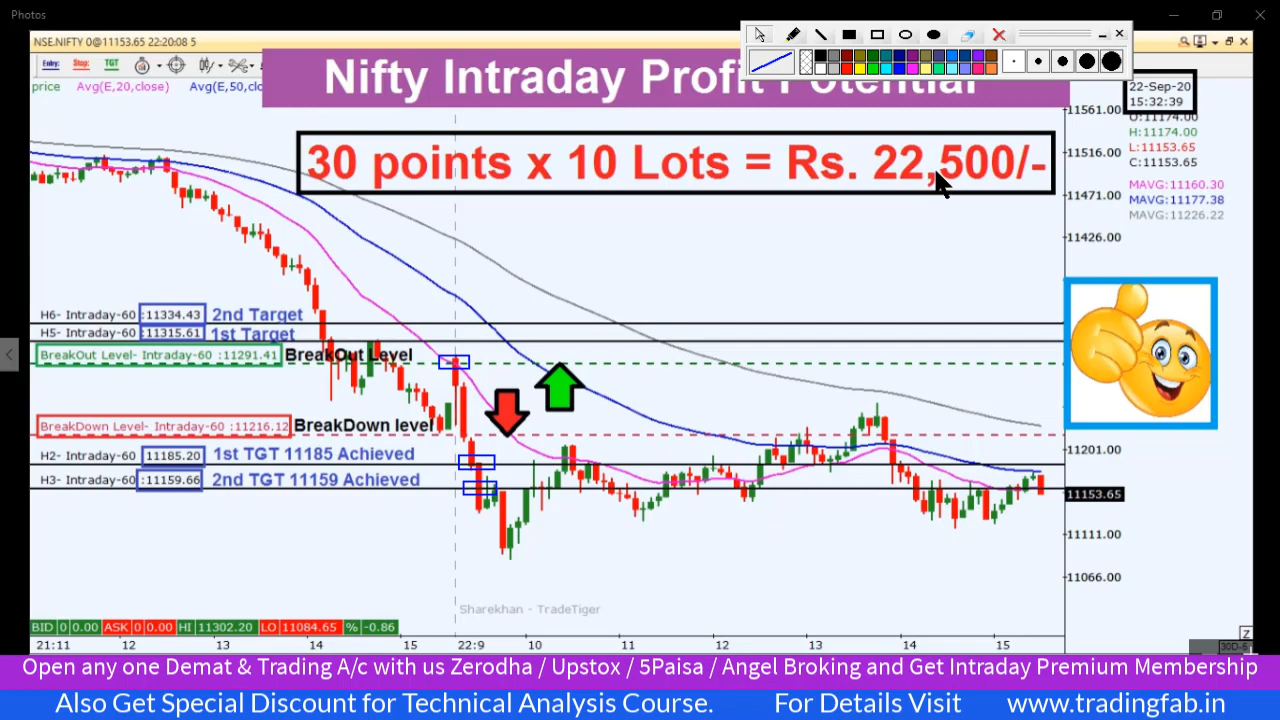 Photos
NSE.NIFTY 0@11153.65 22:20:08 5
Entry:
Stop:
TGT
price Avg(E,20,close) Avg(E,50,clo
Nifty Intraday Profit Potential
22-Sep-20
15:32:39
O:11174.00
H:11174.00
L:11153.65
C:11153.65
MAVG:11160.30
MAVG:11177.38
MAVG:11226.22
30 points x 10 Lots = Rs. 22,500/-
11561.00
11516.00
11471.00
11426.00
H6- Intraday-60 :11334.43 2nd Target
H5- Intraday-60 :11315.61 1st Target
BreakOut Level- Intraday-60 :11291.41 BreakOut Level
BreakDown Level- Intraday-60 :11216.12 BreakDown level
H2- Intraday-60 :11185.20 1st TGT 11185 Achieved
H3- Intraday-60 :11159.66 2nd TGT 11159 Achieved
11201.00
11153.65
11111.00
11066.00
Sharekhan - TradeTiger
BID 0 0.00 ASK 0 0.00 HI 11302.20 LO 11084.65 % -0.86
Z
21:11 12 13 14 15 22:9 10 11 12 13 14 15
Open any one Demat & Trading A/c with us Zerodha / Upstox / 5Paisa / Angel Broking and Get Intraday Premium Membership
Also Get Special Discount for Technical Analysis Course. For Details Visit www.tradingfab.in